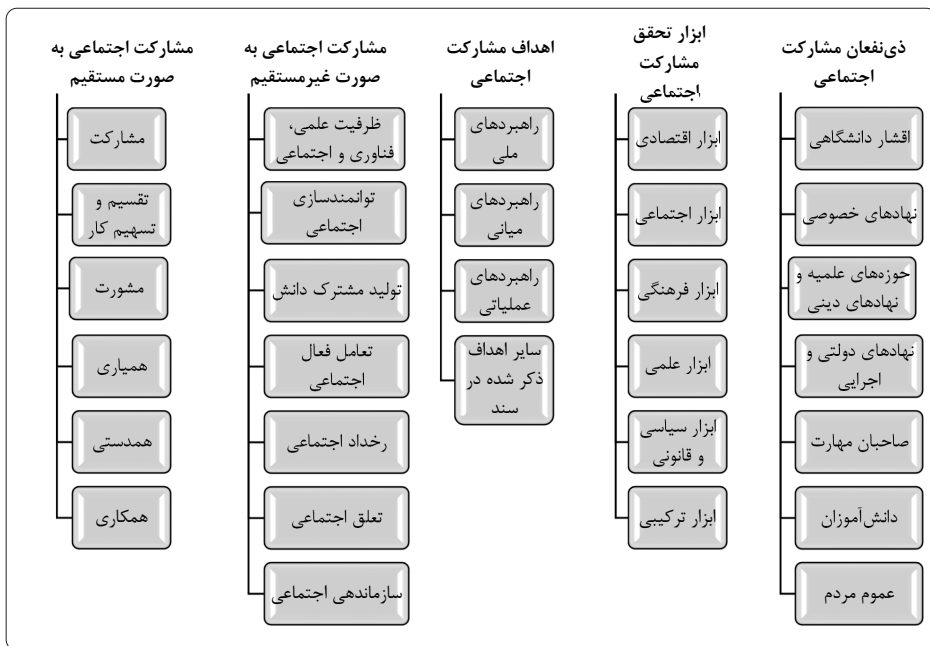 ذی‌نفعان مشارکت
اجتماعی
اقشار دانشگاهی
نهادهای خصوصی
حوزه‌های علمیه و
نهادهای دینی
نهادهای دولتی و
اجرایی
صاحبان مهارت
دانش‌آموزان
عموم مردم
ابزار تحقق
مشارکت
اجتماعی
ابزار اقتصادی
ابزار اجتماعی
ابزار فرهنگی
ابزار علمی
ابزار سیاسی
و قانونی
ابزار ترکیبی
اهداف مشارکت
اجتماعی
راهبردهای
ملی
راهبردهای
میانی
راهبردهای
عملیاتی
سایر اهداف
ذکر شده در
سند
مشارکت اجتماعی به
صورت غیرمستقیم
ظرفیت علمی،
فناوری و اجتماعی
توانمندسازی
اجتماعی
تولید مشترک دانش
تعامل فعال
اجتماعی
رخداد اجتماعی
تعلق اجتماعی
سازماندهی اجتماعی
مشارکت اجتماعی به
صورت مستقیم
مشارکت
تقسیم و
تسهیم کار
مشورت
همیاری
همدستی
همکاری